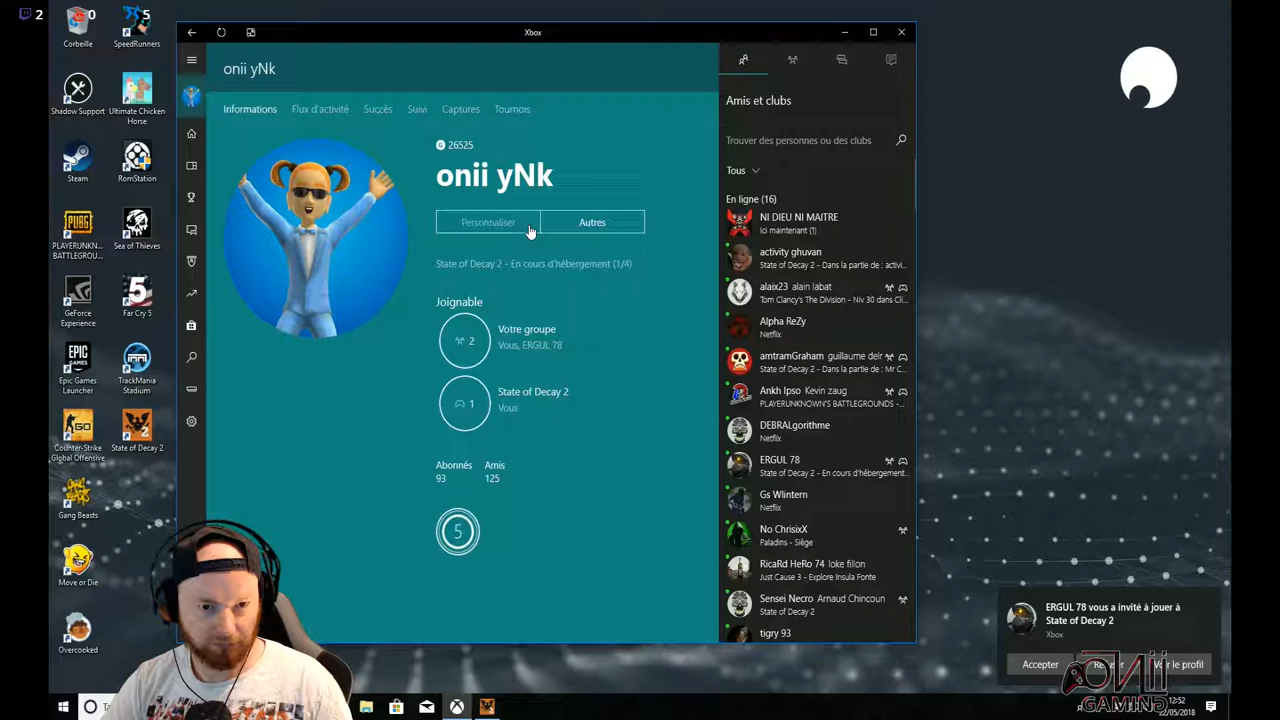 2
0
5
Corbeille
SpeedRunners
Shadow Support
Ultimate Chicken
Horse
Steam
RomStation
PLAYERUNKN...
BATTLEGROU...
Sea of Thieves
GeForce
Experience
Far Cry 5
Epic Games
Launcher
TrackMania
Stadium
Counter-Strike
Global Offensive
State of Decay 2
Gang Beasts
Move or Die
Overcooked
Xbox
onii yNk
Informations
Flux d'activité
Succès
Suivi
Captures
Tournois
G 26525
onii yNk
Personnaliser
Autres
State of Decay 2 - En cours d'hébergement (1/4)
Joignable
2
Votre groupe
Vous, ERGUL 78
1
State of Decay 2
Vous
Abonnés
Amis
93
125
5
Amis et clubs
Trouver des personnes ou des clubs
Tous
En ligne (16)
NI DIEU NI MAITRE
Ici maintenant (1)
activity ghuvan
State of Decay 2 - Dans la partie de : activi...
alaix23 alain labat
Tom Clancy's The Division - Niv 30 dans Cli...
Alpha ReZy
Netflix
amtramGraham guillaume deir
State of Decay 2 - Dans la partie de : Mr C...
Ankh Ipso Kevin zaug
PLAYERUNKNOWN'S BATTLEGROUNDS -...
DEBRALgorithme
Netflix
ERGUL 78
State of Decay 2 - En cours d'hébergement...
Gs Wlintern
Netflix
No ChrisixX
Paladins - Siège
RicaRd HeRo 74 loke fillon
Just Cause 3 - Explore Insula Fonte
Sensei Necro Arnaud Chincoun
State of Decay 2
tigry 93
ERGUL 78 vous a invité à jouer à
State of Decay 2
Xbox
Accepter
Voir le profil
ONii
GAMING
12:52
/05/2018